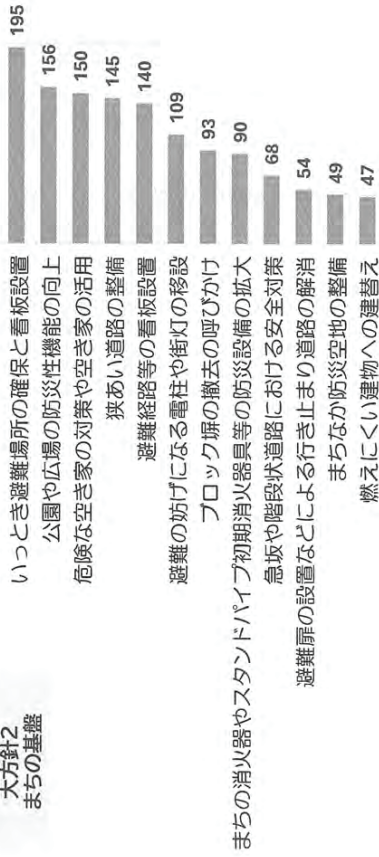 大方針2
まちの基盤
いっとき避難場所の確保と看板設置 195
公園や広場の防災性機能の向上 156
危険な空き家の対策や空き家の活用 150
狭あい道路の整備 145
避難経路等の看板設置 140
避難の妨げになる電柱や街灯の移設 109
ブロック塀の撤去の呼びかけ 93
まちの消火器やスタンドパイプ初期消火器具等の防災設備の拡大 90
急坂や階段状道路における安全対策 68
避難扉の設置などによる行き止まり道路の解消 54
まちなか防災空地の整備 49
燃えにくい建物への建替え 47